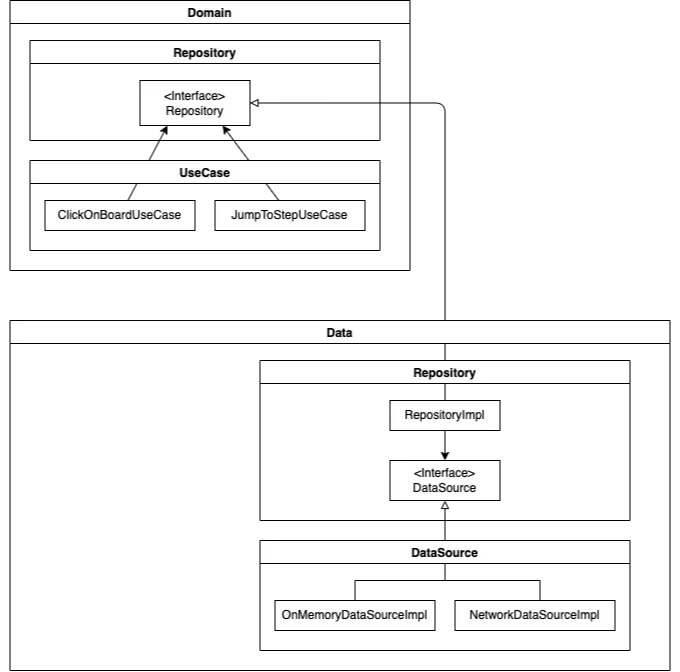 Domain
Repository
<Interface>
Repository
UseCase
ClickOnBoardUseCase
JumpToStepUseCase
Data
Repository
RepositoryImpl
<Interface>
DataSource
DataSource
OnMemoryDataSourceImpl
NetworkDataSourceImpl